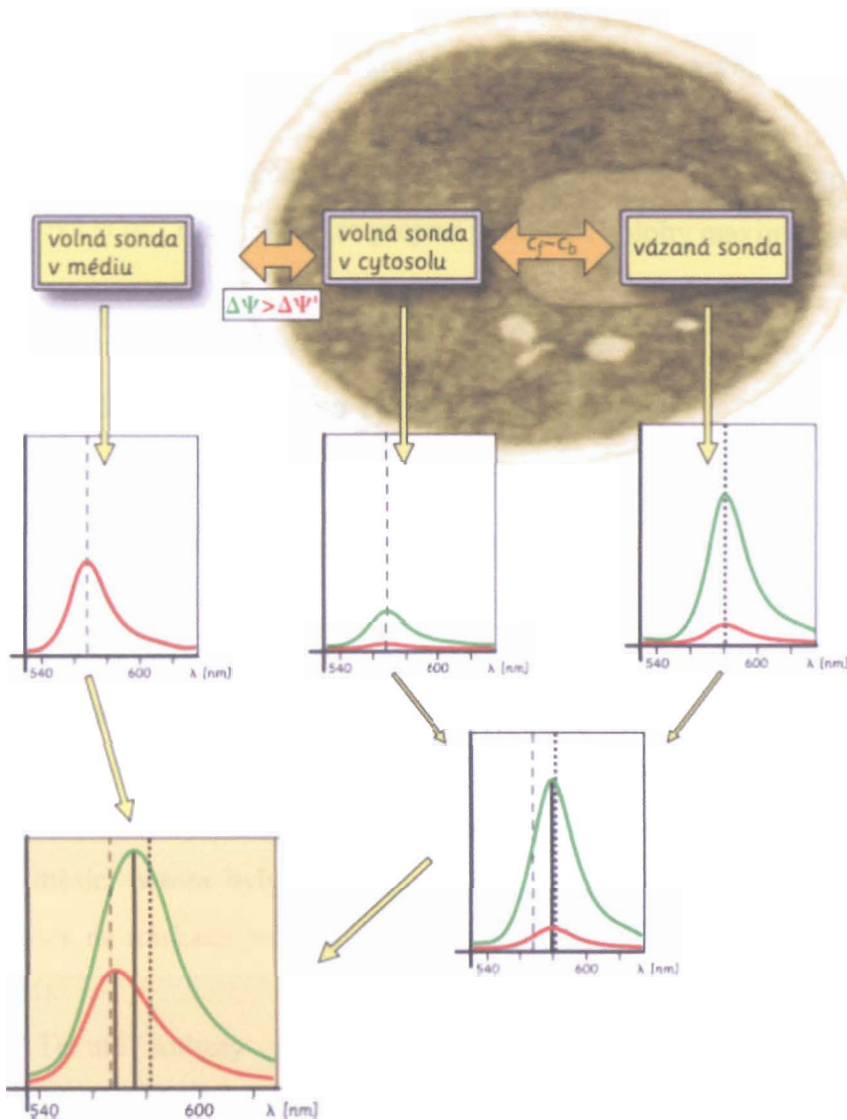 volná sonda
v médiu
volná sonda
v cytosolu
c_f~c_b
vázaná sonda
ΔΨ>ΔΨ'
540 600 λ [nm]
540 600 λ [nm]
540 600 λ [nm]
540 600 λ [nm]
540 600 λ [nm]